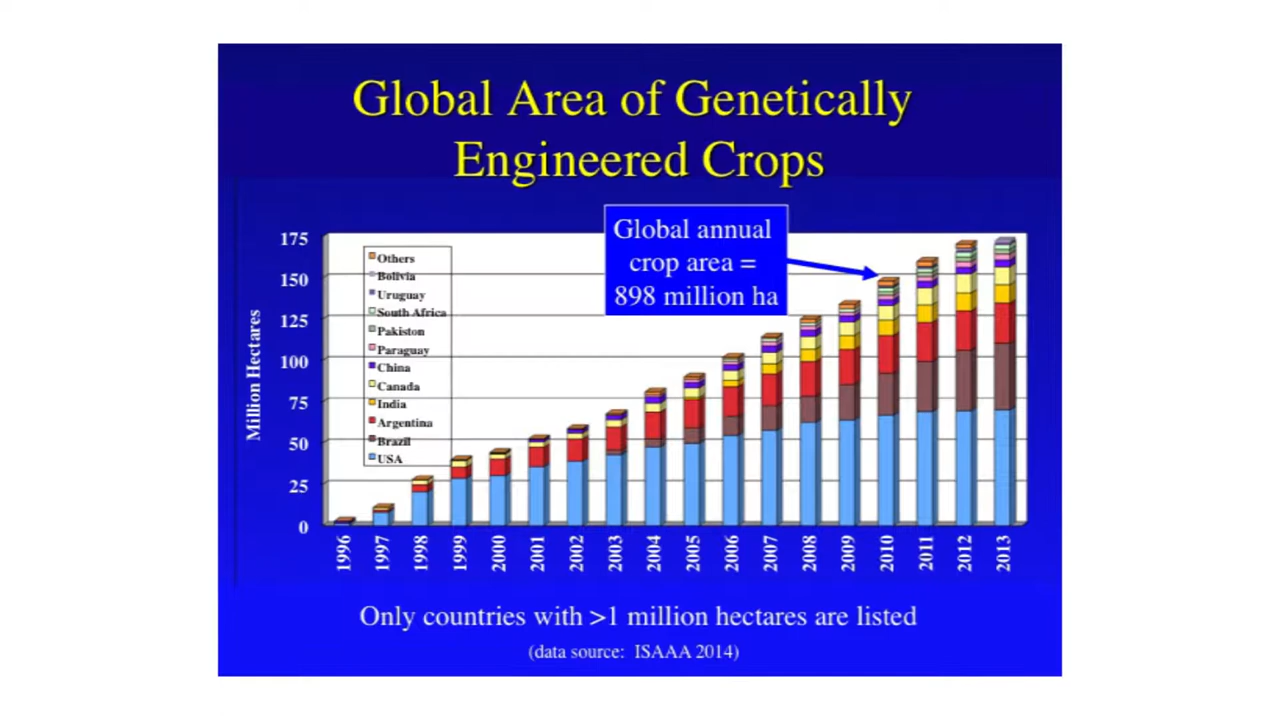 Global Area of Genetically
Engineered Crops
Global annual
crop area =
898 million ha
175
150
125
100
75
50
25
0
Million Hectares
Others
Bolivia
Uruguay
South Africa
Pakiston
Paraguay
China
Canada
India
Argentina
Brazil
USA
1996
1997
1998
1999
2000
2001
2002
2003
2004
2005
2006
2007
2008
2009
2010
2011
2012
2013
Only countries with >1 million hectares are listed
(data source: ISAAA 2014)